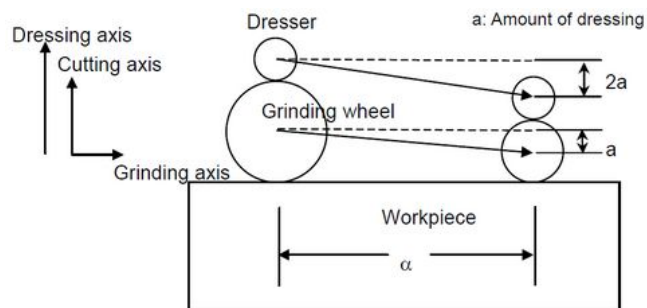 Dresser
a: Amount of dressing
Dressing axis
Cutting axis
2a
Grinding wheel
a
Grinding axis
Workpiece
α